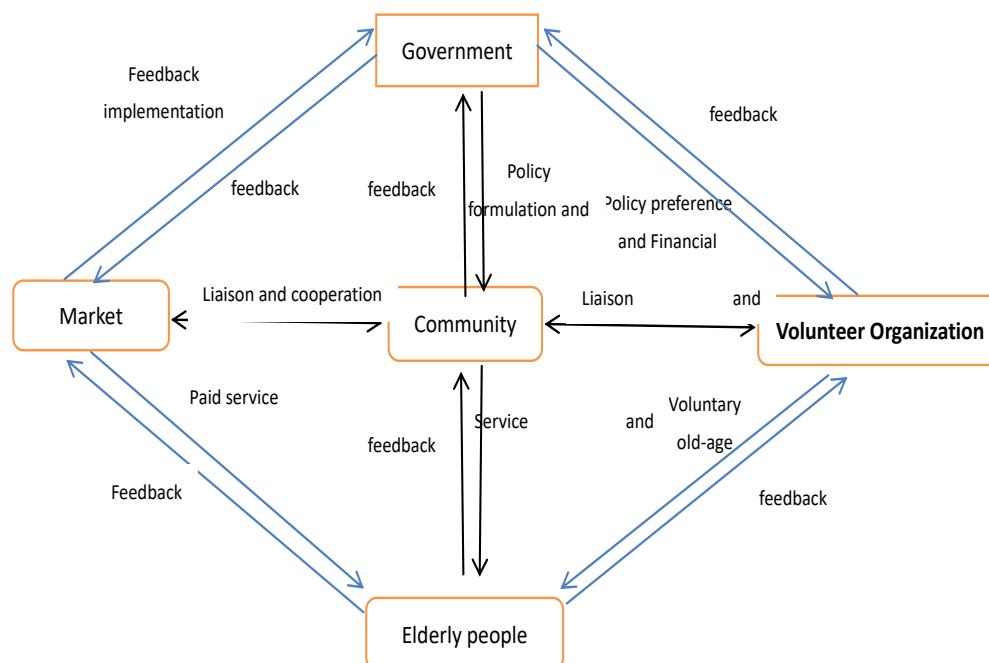 Government
Feedback
implementation
feedback
feedback
feedback
Policy
formulation and
Policy preference
and Financial
Market
Liaison and cooperation
Community
Liaison and
Volunteer Organization
Paid service
feedback
Service and
Voluntary
old-age
Feedback
feedback
Elderly people